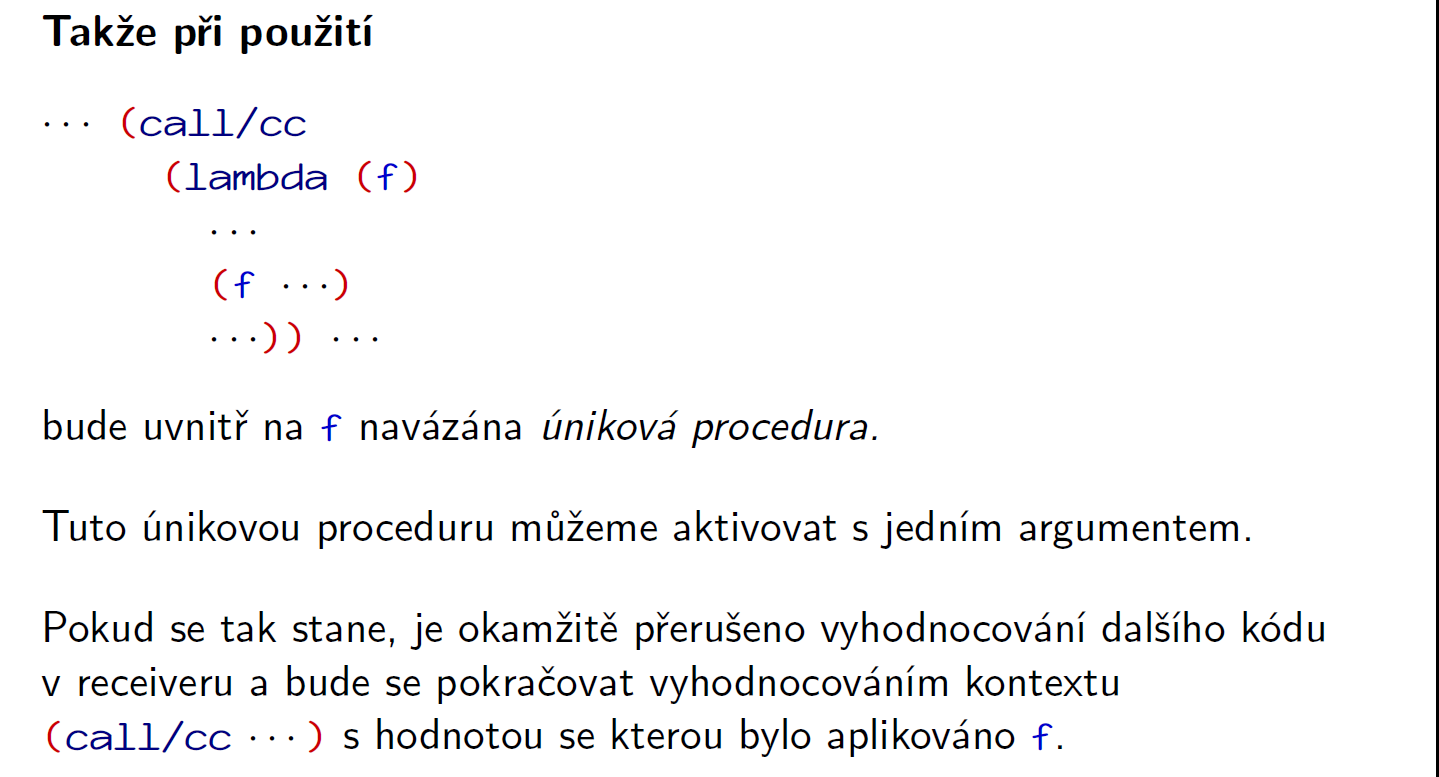 Takže při použití
··· (call/cc
(lambda (f)
···
(f ···)
···)) ···
bude uvnitř na f navázána úniková procedura.
Tuto únikovou proceduru můžeme aktivovat s jedním argumentem.
Pokud se tak stane, je okamžitě přerušeno vyhodnocování dalšího kódu
v receiveru a bude se pokračovat vyhodnocováním kontextu
(call/cc ···) s hodnotou se kterou bylo aplikováno f.